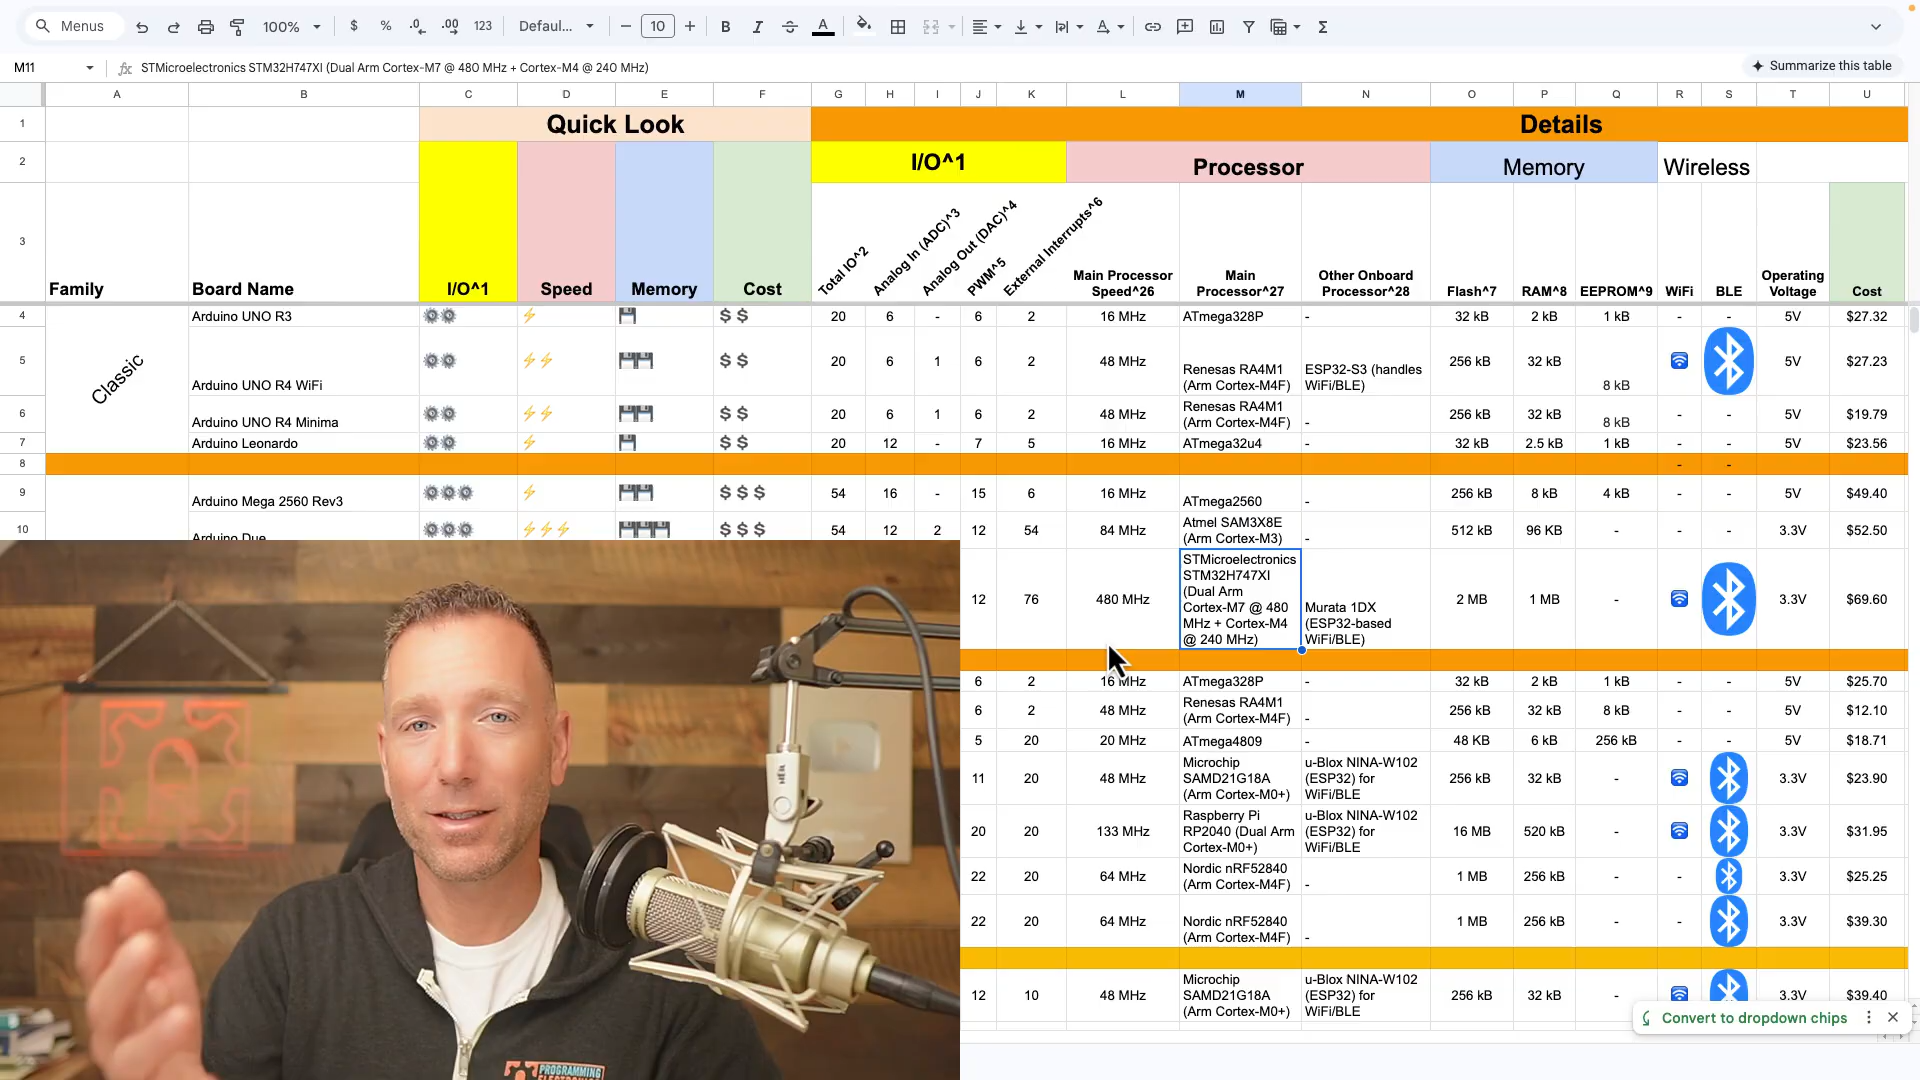 Menus 100% $ % .0 .00 123 Defaul... − 10 + B I S A Σ
M11 fx STMicroelectronics STM32H747XI (Dual Arm Cortex-M7 @ 480 MHz + Cortex-M4 @ 240 MHz) Summarize this table
A B C D E F G H I J K L M N O P Q R S T U
1 Quick Look Details
2 I/O^1 Processor Memory Wireless
3 Family Board Name I/O^1 Speed Memory Cost Total IO^2 Analog In (ADC)^3 Analog Out (DAC)^4 PWM^5 External Interrupts^6 Main Processor Speed^26 Main Processor^27 Other Onboard Processor^28 Flash^7 RAM^8 EEPROM^9 WiFi BLE Operating Voltage Cost
Classic
4 Arduino UNO R3 $ $ 20 6 - 6 2 16 MHz ATmega328P - 32 kB 2 kB 1 kB - - 5V $27.32
5 Arduino UNO R4 WiFi $ $ 20 6 1 6 2 48 MHz Renesas RA4M1 (Arm Cortex-M4F) ESP32-S3 (handles WiFi/BLE) 256 kB 32 kB 8 kB 5V $27.23
6 Arduino UNO R4 Minima $ $ 20 6 1 6 2 48 MHz Renesas RA4M1 (Arm Cortex-M4F) - 256 kB 32 kB 8 kB - - 5V $19.79
7 Arduino Leonardo $ $ 20 12 - 7 5 16 MHz ATmega32u4 - 32 kB 2.5 kB 1 kB - - 5V $23.56
8 - -
9 Arduino Mega 2560 Rev3 $ $ $ 54 16 - 15 6 16 MHz ATmega2560 - 256 kB 8 kB 4 kB - - 5V $49.40
10 Arduino Due $ $ $ 54 12 2 12 54 84 MHz Atmel SAM3X8E (Arm Cortex-M3) - 512 kB 96 KB - - - 3.3V $52.50
12 76 480 MHz STMicroelectronics STM32H747XI (Dual Arm Cortex-M7 @ 480 MHz + Cortex-M4 @ 240 MHz) Murata 1DX (ESP32-based WiFi/BLE) 2 MB 1 MB - 3.3V $69.60
6 2 16 MHz ATmega328P - 32 kB 2 kB 1 kB - - 5V $25.70
6 2 48 MHz Renesas RA4M1 (Arm Cortex-M4F) - 256 kB 32 kB 8 kB - - 5V $12.10
5 20 20 MHz ATmega4809 - 48 KB 6 kB 256 kB - - 5V $18.71
11 20 48 MHz Microchip SAMD21G18A (Arm Cortex-M0+) u-Blox NINA-W102 (ESP32) for WiFi/BLE 256 kB 32 kB - 3.3V $23.90
20 20 133 MHz Raspberry Pi RP2040 (Dual Arm Cortex-M0+) u-Blox NINA-W102 (ESP32) for WiFi/BLE 16 MB 520 kB - 3.3V $31.95
22 20 64 MHz Nordic nRF52840 (Arm Cortex-M4F) - 1 MB 256 kB - - 3.3V $25.25
22 20 64 MHz Nordic nRF52840 (Arm Cortex-M4F) - 1 MB 256 kB - - 3.3V $39.30
12 10 48 MHz Microchip SAMD21G18A (Arm Cortex-M0+) u-Blox NINA-W102 (ESP32) for WiFi/BLE 256 kB 32 kB - 3.3V $39.40
Convert to dropdown chips
HEIL
PROGRAMMING
ELECTRONICS